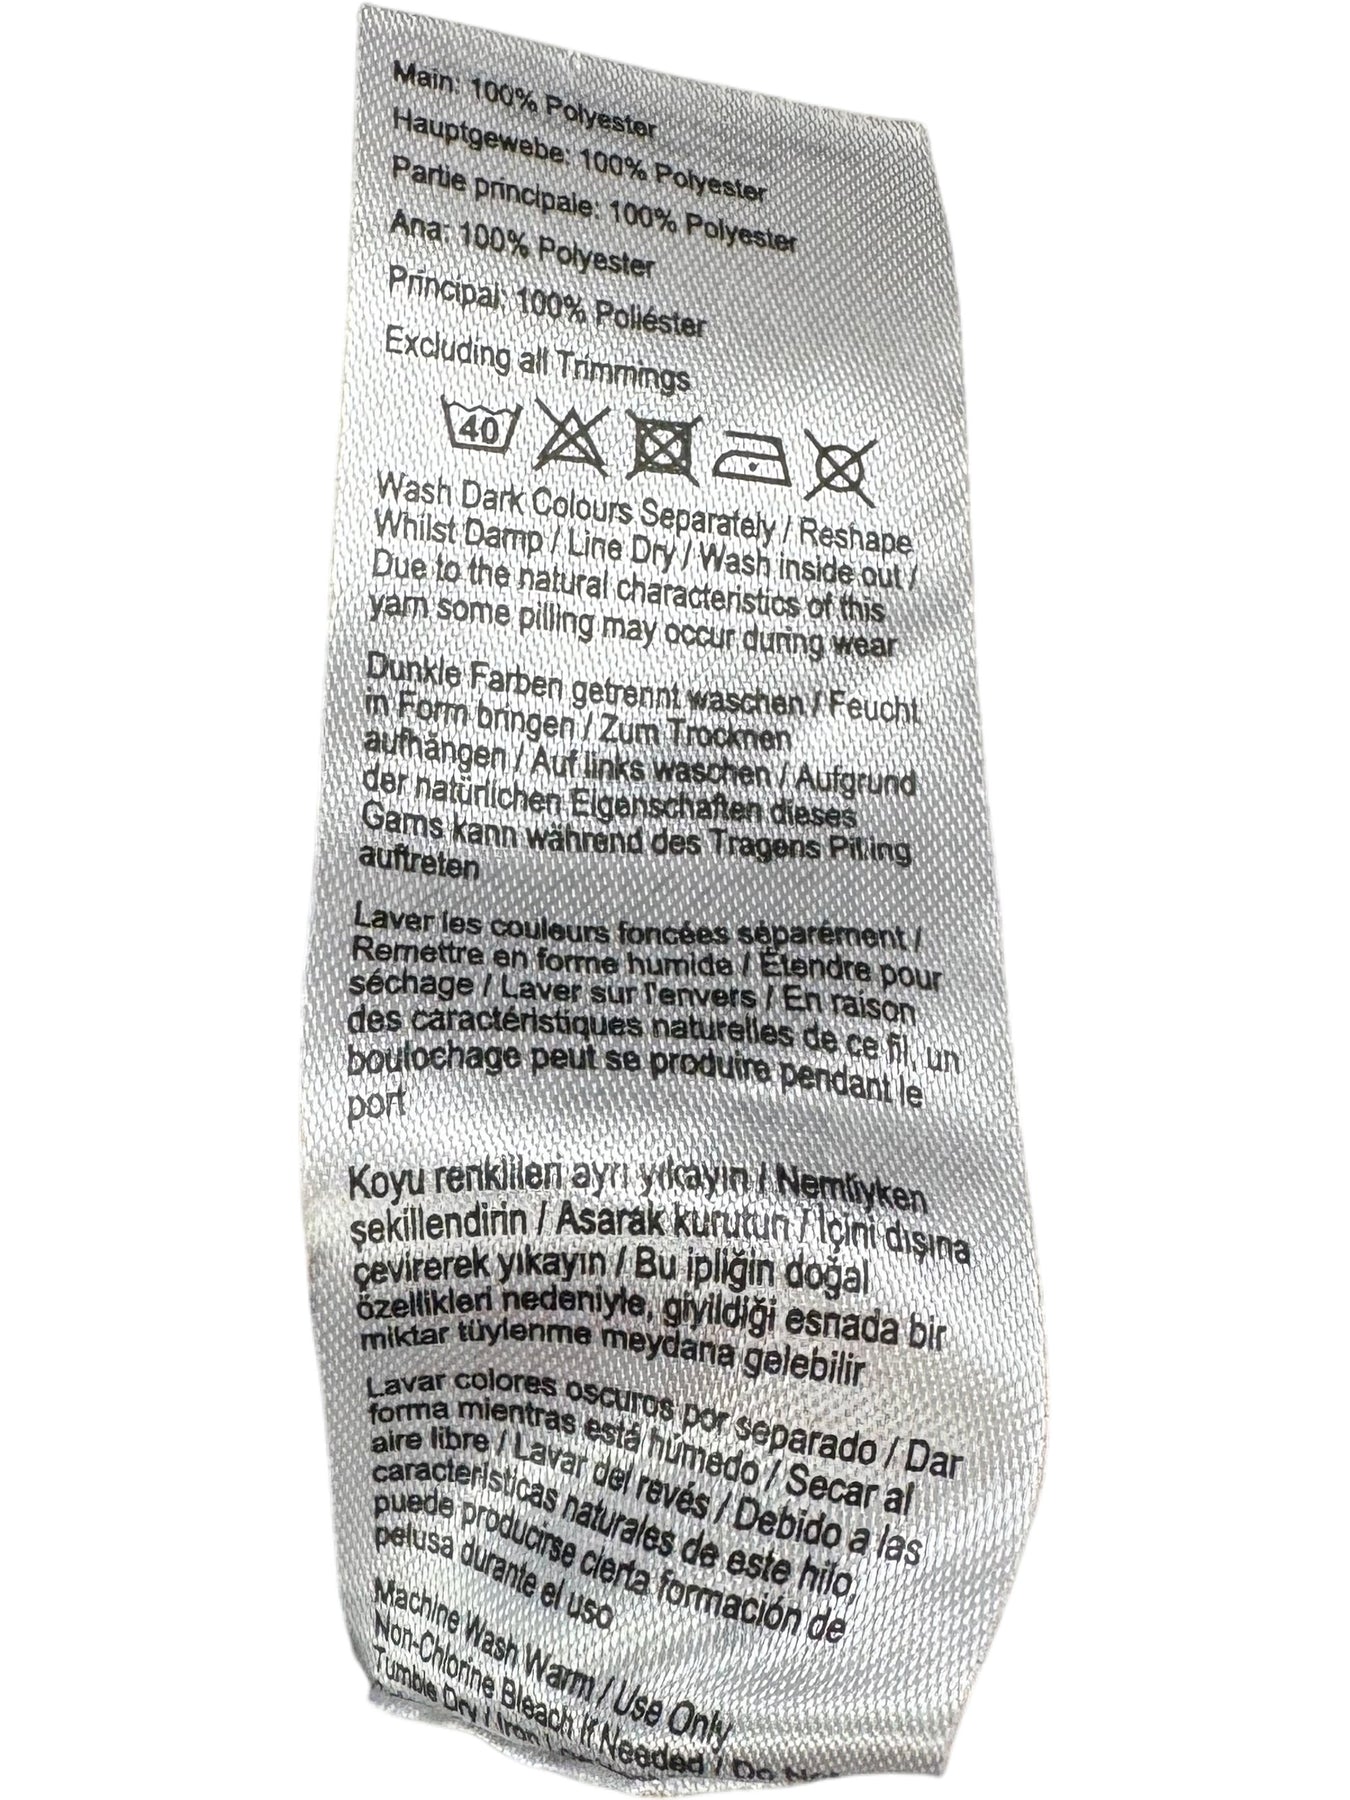 Main: 100% Polyester
Hauptgewebe: 100% Polyester
Partie principale: 100% Polyester
Ana: 100% Polyester
Principal: 100% Poliéster
Excluding all Trimmings
40
Wash Dark Colours Separately / Reshape
Whilst Damp / Line Dry / Wash inside out /
Due to the natural characteristics of this
yarn some pilling may occur during wear
Dunkle Farben getrennt waschen / Feucht
in Form bringen / Zum Trocknen
aufhängen / Auf links waschen / Aufgrund
der natürlichen Eigenschaften dieses
Garns kann während des Tragens Pilling
auftreten
Laver les couleurs foncées séparément /
Remettre en forme humide / Étendre pour
séchage / Laver sur l'envers / En raison
des caractéristiques naturelles de ce fil, un
boulochage peut se produire pendant le
port
Koyu renklileri ayrı yıkayın / Nemliyken
şekillendirin / Asarak kurutun / İçini dışına
çevirerek yıkayın / Bu ipliğin doğal
özellikleri nedeniyle, giyildiği esnada bir
miktar tüylenme meydana gelebilir
Lavar colores oscuros por separado / Dar
forma mientras está húmedo / Secar al
aire libre / Lavar del revés / Debido a las
características naturales de este hilo,
puede producirse cierta formación de
pelusa durante el uso
Machine Wash Warm / Use Only
Non-Chlorine Bleach If Needed / Do Not
Tumble Dry / Iron